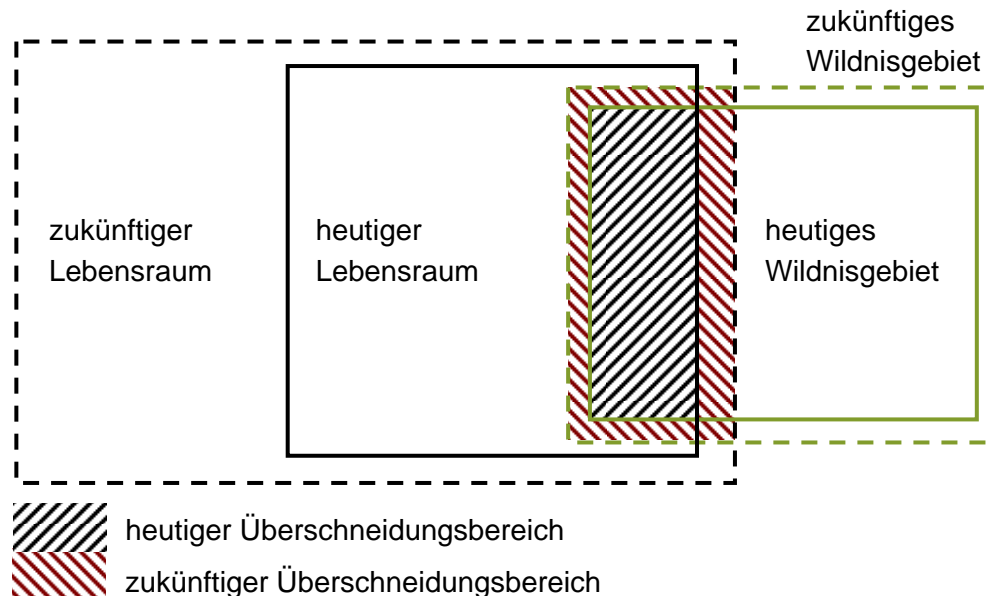 zukünftiges
Wildnisgebiet
zukünftiger
Lebensraum
heutiger
Lebensraum
heutiges
Wildnisgebiet
heutiger Überschneidungsbereich
zukünftiger Überschneidungsbereich